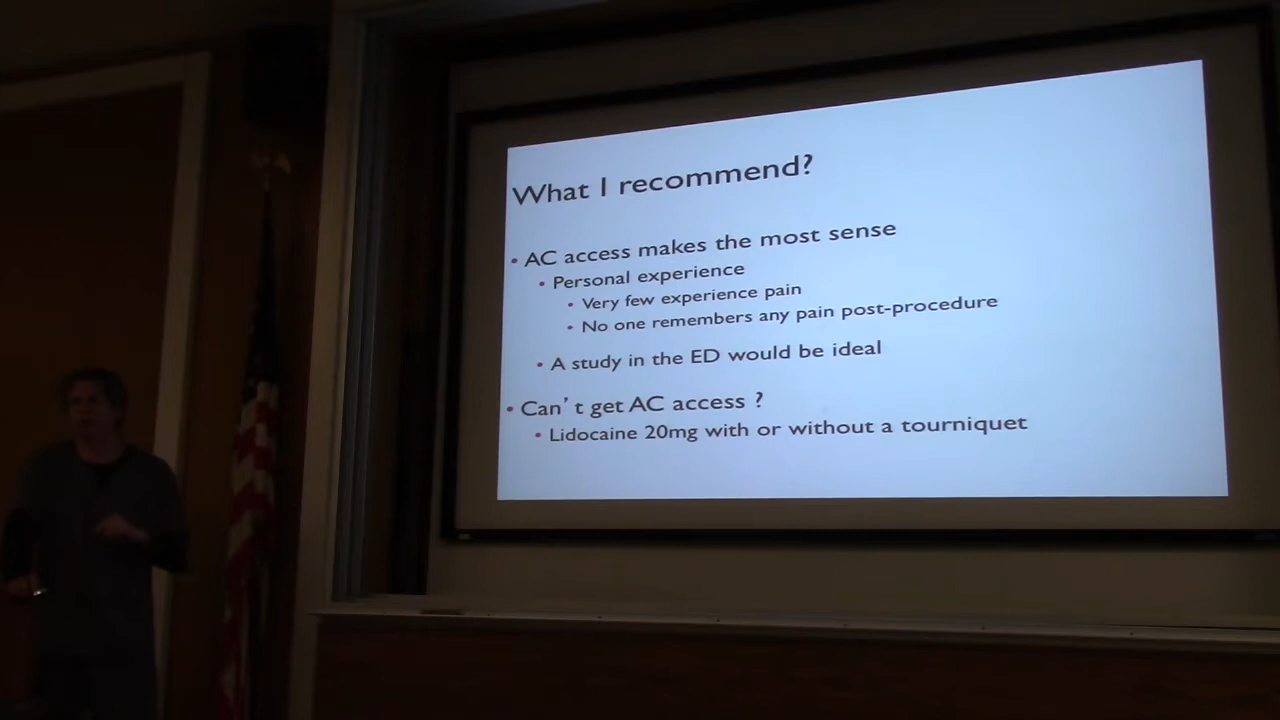 What I recommend?
• AC access makes the most sense
• Personal experience
• Very few experience pain
• No one remembers any pain post-procedure
• A study in the ED would be ideal
• Can't get AC access ?
• Lidocaine 20mg with or without a tourniquet